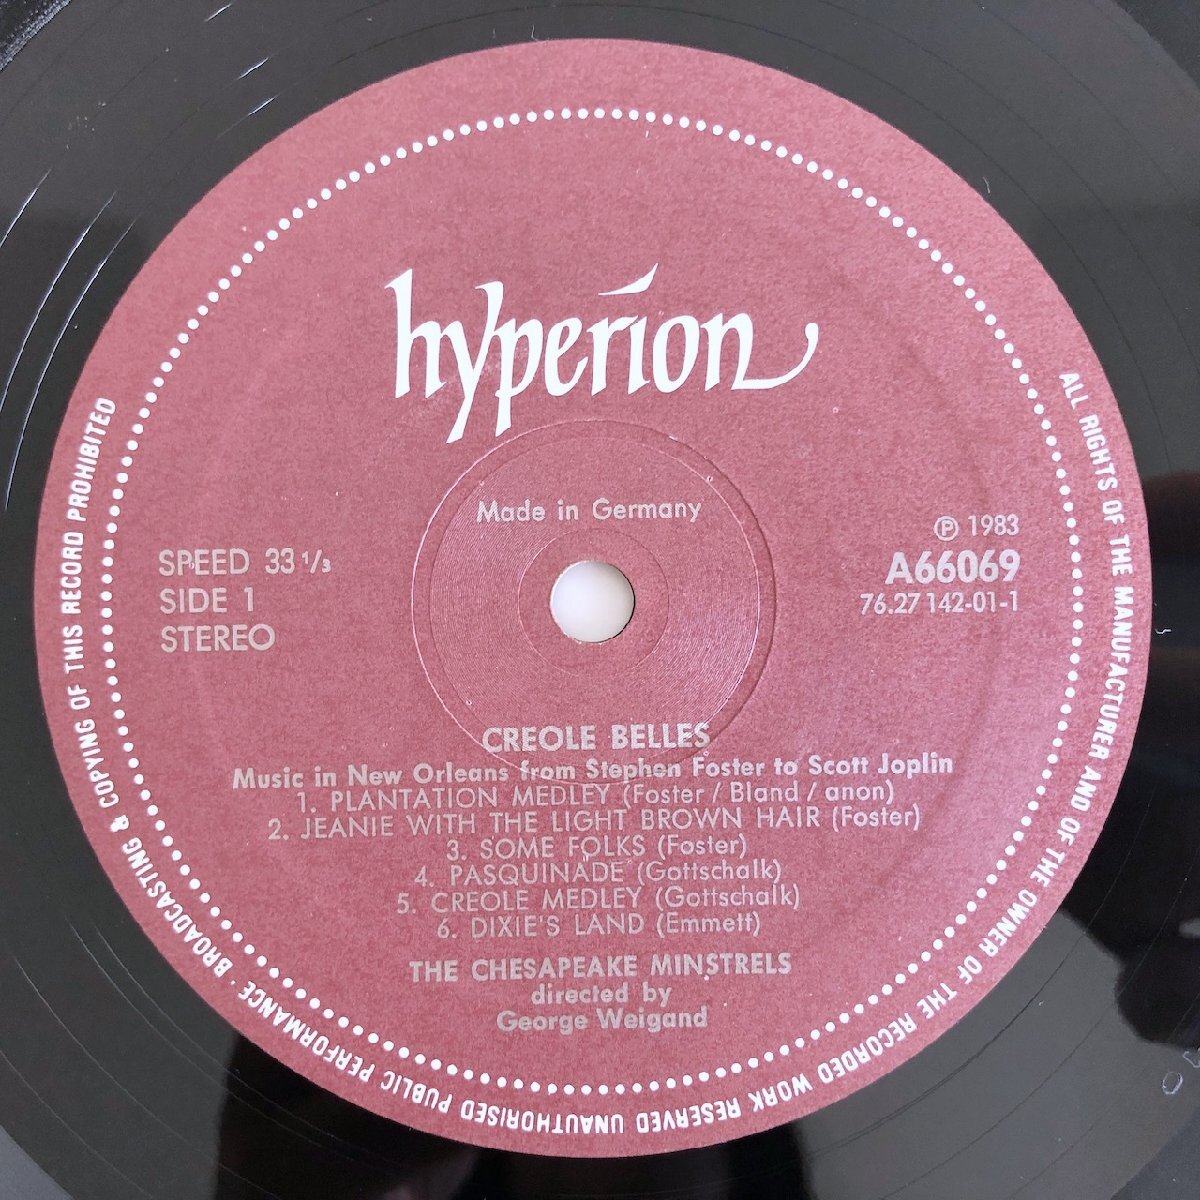 hyperion
Made in Germany
SPEED 33 1/3
SIDE 1
STEREO
℗ 1983
A66069
76.27 142-01-1
CREOLE BELLES
Music in New Orleans from Stephen Foster to Scott Joplin
1. PLANTATION MEDLEY (Foster / Bland / anon)
2. JEANIE WITH THE LIGHT BROWN HAIR (Foster)
3. SOME FOLKS (Foster)
4. PASQUINADE (Gottschalk)
5. CREOLE MEDLEY (Gottschalk)
6. DIXIE'S LAND (Emmett)
THE CHESAPEAKE MINSTRELS
directed by
George Weigand
ALL RIGHTS OF THE MANUFACTURER AND OF THE OWNER OF THE RECORDED WORK RESERVED UNAUTHORISED PUBLIC PERFORMANCE, BROADCASTING & COPYING OF THIS RECORD PROHIBITED